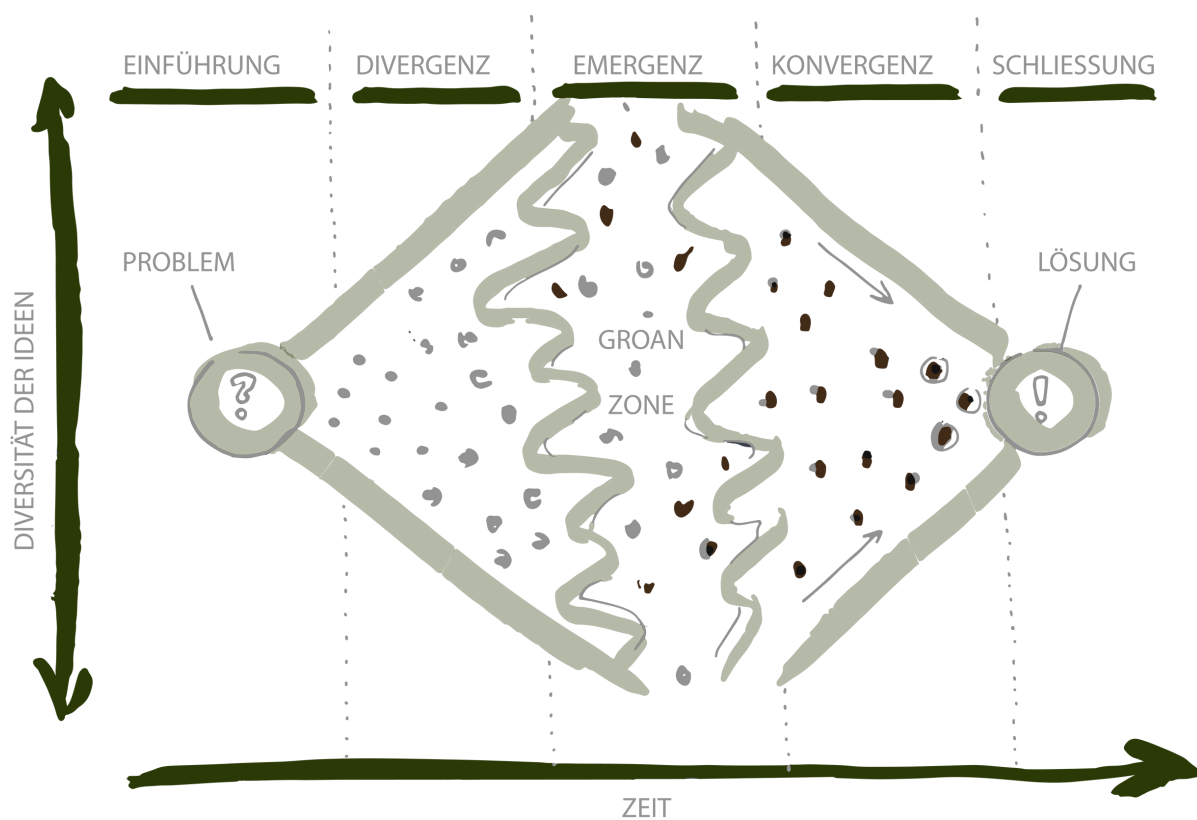 EINFÜHRUNG
DIVERGENZ
EMERGENZ
KONVERGENZ
SCHLIESSUNG
PROBLEM
LÖSUNG
GROAN
ZONE
?
!
DIVERSITÄT DER IDEEN
ZEIT